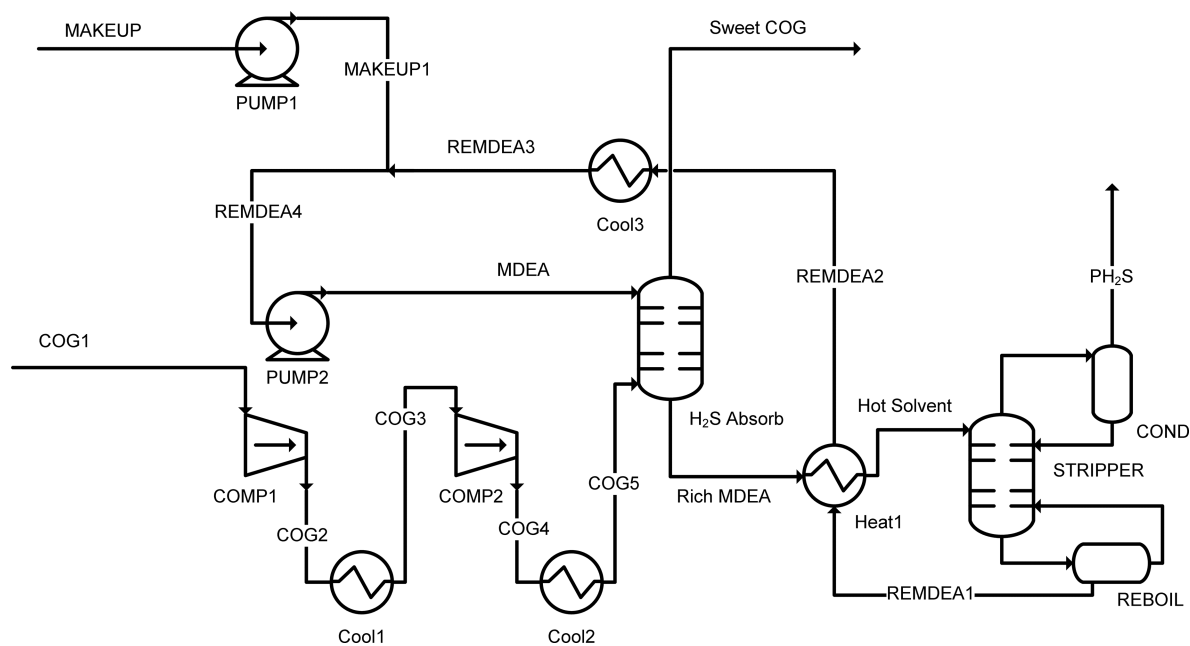 MAKEUP
Sweet COG
MAKEUP1
PUMP1
REMDEA3
REMDEA4
Cool3
MDEA
REMDEA2
PH₂S
COG1
PUMP2
COG3
H₂S Absorb
Hot Solvent
COND
STRIPPER
COMP1
COMP2
COG5
Rich MDEA
Heat1
COG2
COG4
REMDEA1
REBOIL
Cool1
Cool2